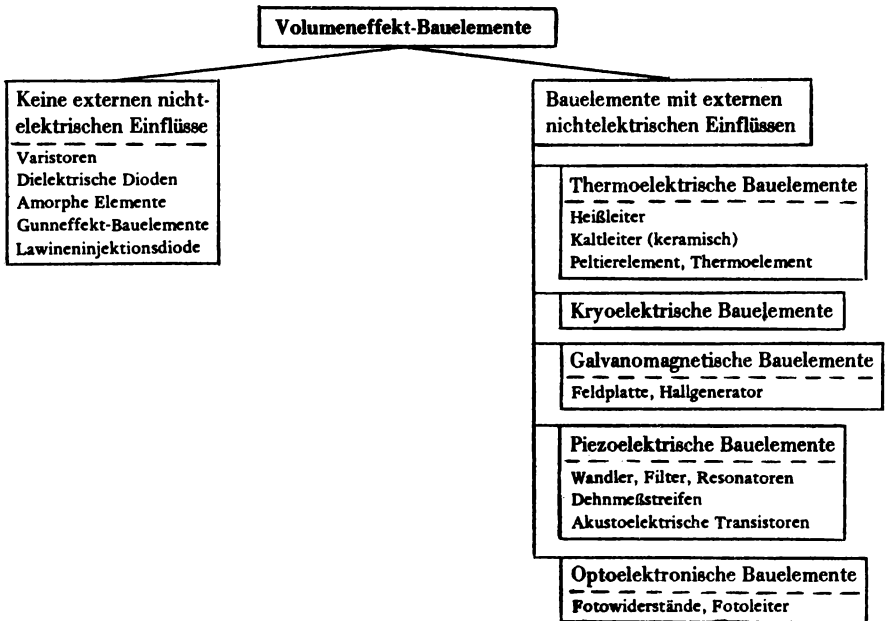 Volumeneffekt-Bauelemente
Keine externen nicht-
elektrischen Einflüsse
Varistoren
Dielektrische Dioden
Amorphe Elemente
Gunneffekt-Bauelemente
Lawineninjektionsdiode
Bauelemente mit externen
nichtelektrischen Einflüssen
Thermoelektrische Bauelemente
Heißleiter
Kaltleiter (keramisch)
Peltierelement, Thermoelement
Kryoelektrische Bauelemente
Galvanomagnetische Bauelemente
Feldplatte, Hallgenerator
Piezoelektrische Bauelemente
Wandler, Filter, Resonatoren
Dehnmeßstreifen
Akustoelektrische Transistoren
Optoelektronische Bauelemente
Fotowiderstände, Fotoleiter